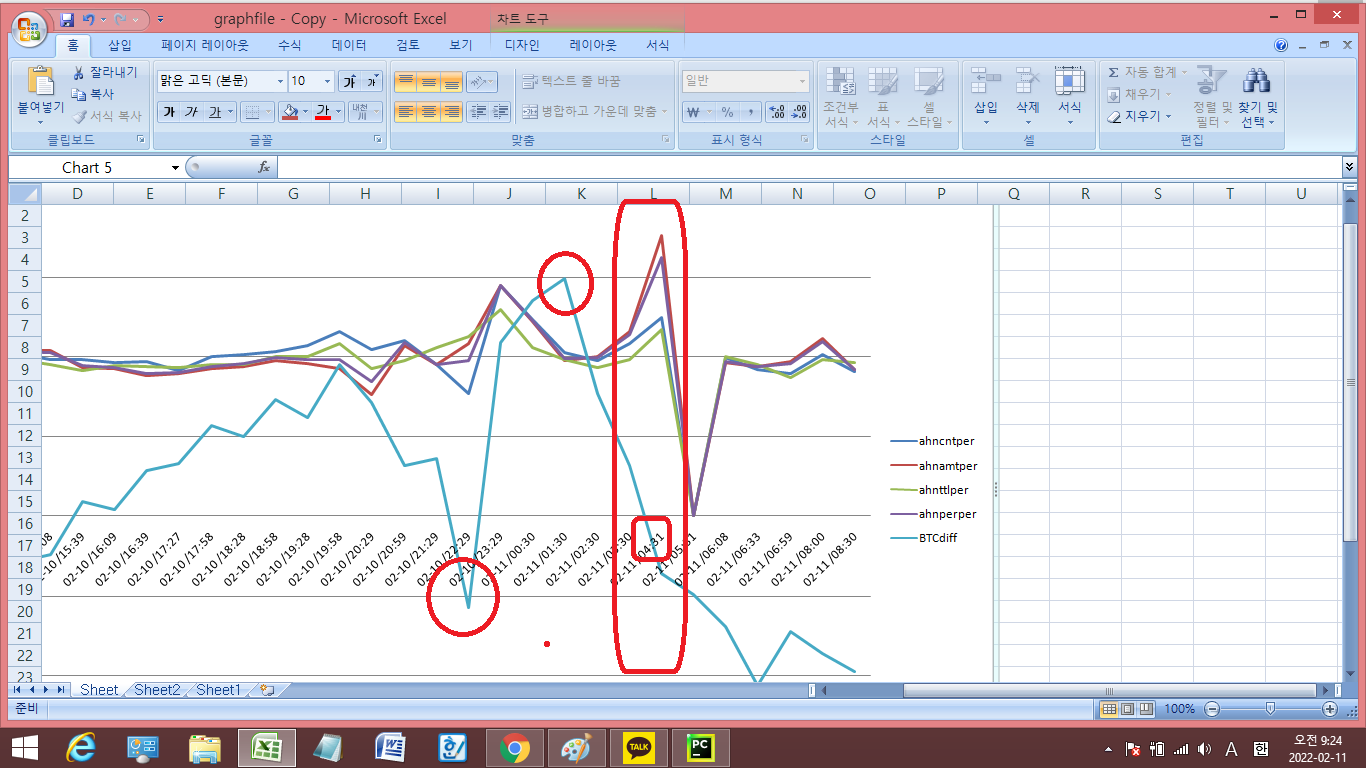 graphfile - Copy - Microsoft Excel
차트 도구
홈 삽입 페이지 레이아웃 수식 데이터 검토 보기 디자인 레이아웃 서식
붙여넣기
잘라내기
복사
서식 복사
클립보드
맑은 고딕 (본문) 10 가 가
가 가 가 가 내천
글꼴
텍스트 줄 바꿈
병합하고 가운데 맞춤
맞춤
일반
₩ % ,
표시 형식
조건부 서식
표 서식
셀 스타일
스타일
삽입 삭제 서식
셀
Σ 자동 합계
채우기
지우기
정렬 및 필터
찾기 및 선택
편집
Chart 5 fx
D E F G H I J K L M N O P Q R S T U
2
3
4
5
6
7
8
9
10
11
12
13
14
15
16
17
18
19
20
21
22
23
ahncntper
ahnamtper
ahnttlper
ahnperper
BTCdiff
02-10 /16:09
02-10 /16:39
02-10 /17:27
02-10 /17:58
02-10 /18:28
02-10 /18:58
02-10 /19:28
02-10 /20:29
02-10 /20:59
02-10 /21:29
02-10 /22:29
02-10 /23:29
02-11 /00:30
02-11 /01:30
02-11 /02:30
02-11 /03:30
02-11 /04:31
02-11 /05:31
02-11 /06:08
02-11 /06:33
02-11 /06:59
02-11 /08:00
02-11 /08:30
Sheet Sheet2 Sheet1
준비 100%
TALK
PC
A 한
오전 9:24
2022-02-11